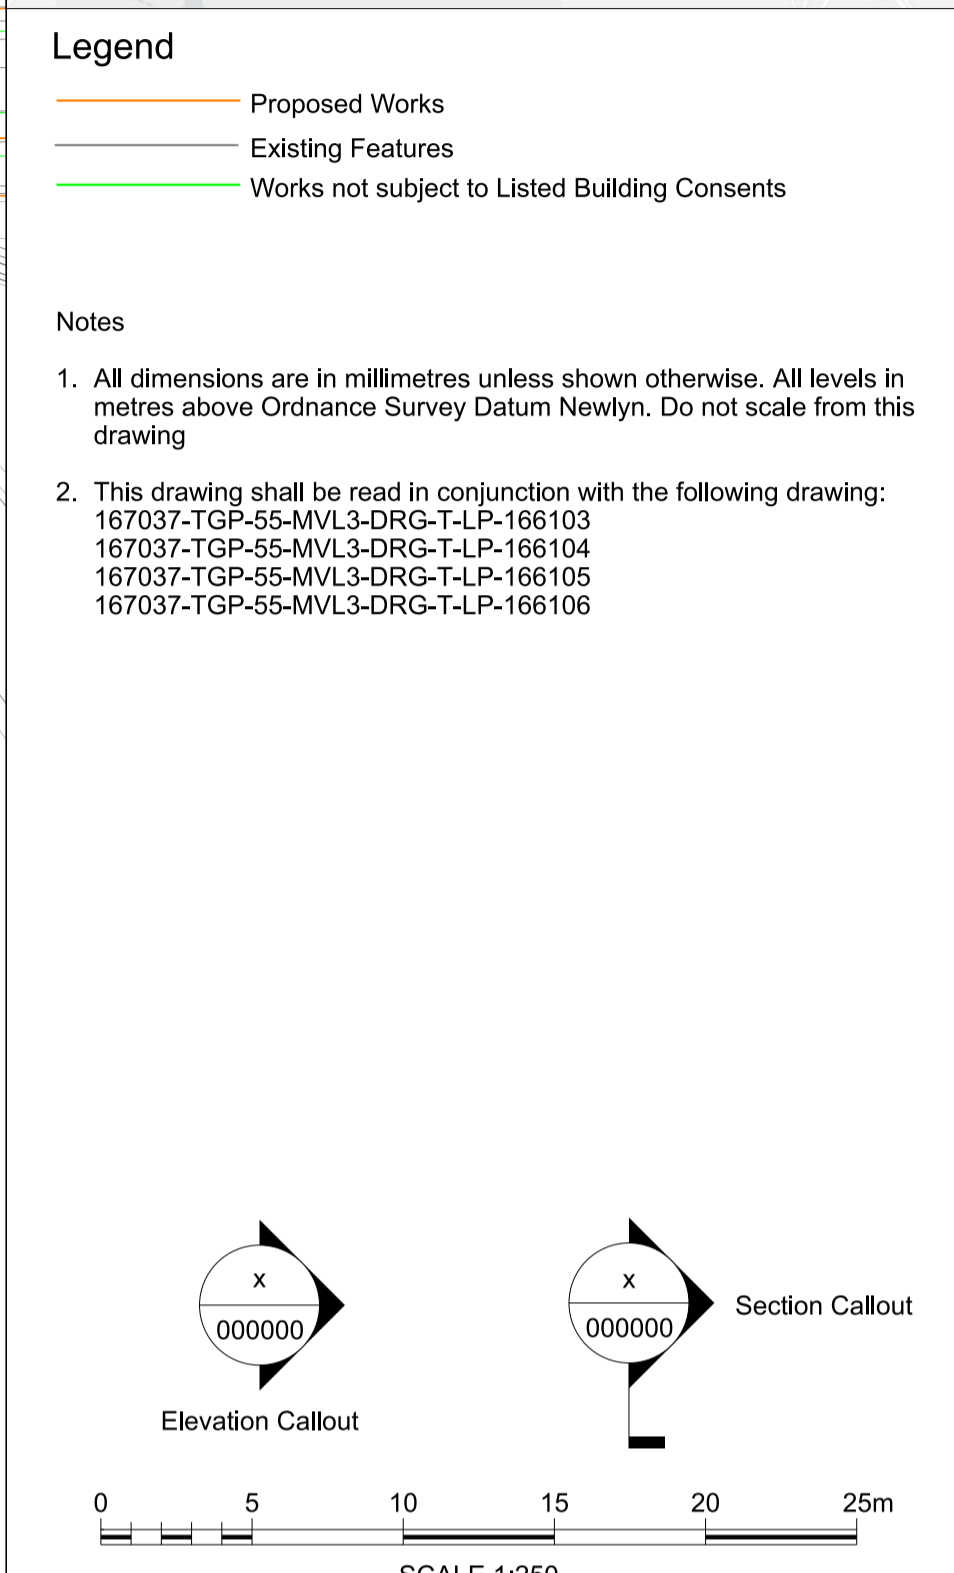 Legend
Proposed Works
Existing Features
Works not subject to Listed Building Consents
Notes
1. All dimensions are in millimetres unless shown otherwise. All levels in
metres above Ordnance Survey Datum Newlyn. Do not scale from this
drawing
2. This drawing shall be read in conjunction with the following drawing:
167037-TGP-55-MVL3-DRG-T-LP-166103
167037-TGP-55-MVL3-DRG-T-LP-166104
167037-TGP-55-MVL3-DRG-T-LP-166105
167037-TGP-55-MVL3-DRG-T-LP-166106
x
000000
Elevation Callout
x
000000
Section Callout
0 5 10 15 20 25m
SCALE 1:250